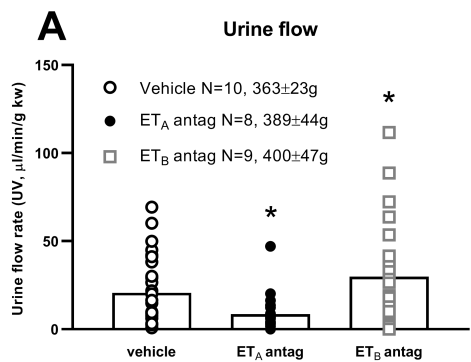 A
Urine flow
Urine flow rate (UV, µl/min/g kw)
150
100
50
0
Vehicle N=10, 363±23g
ETA antag N=8, 389±44g
ETB antag N=9, 400±47g
*
*
vehicle
ETA antag
ETB antag